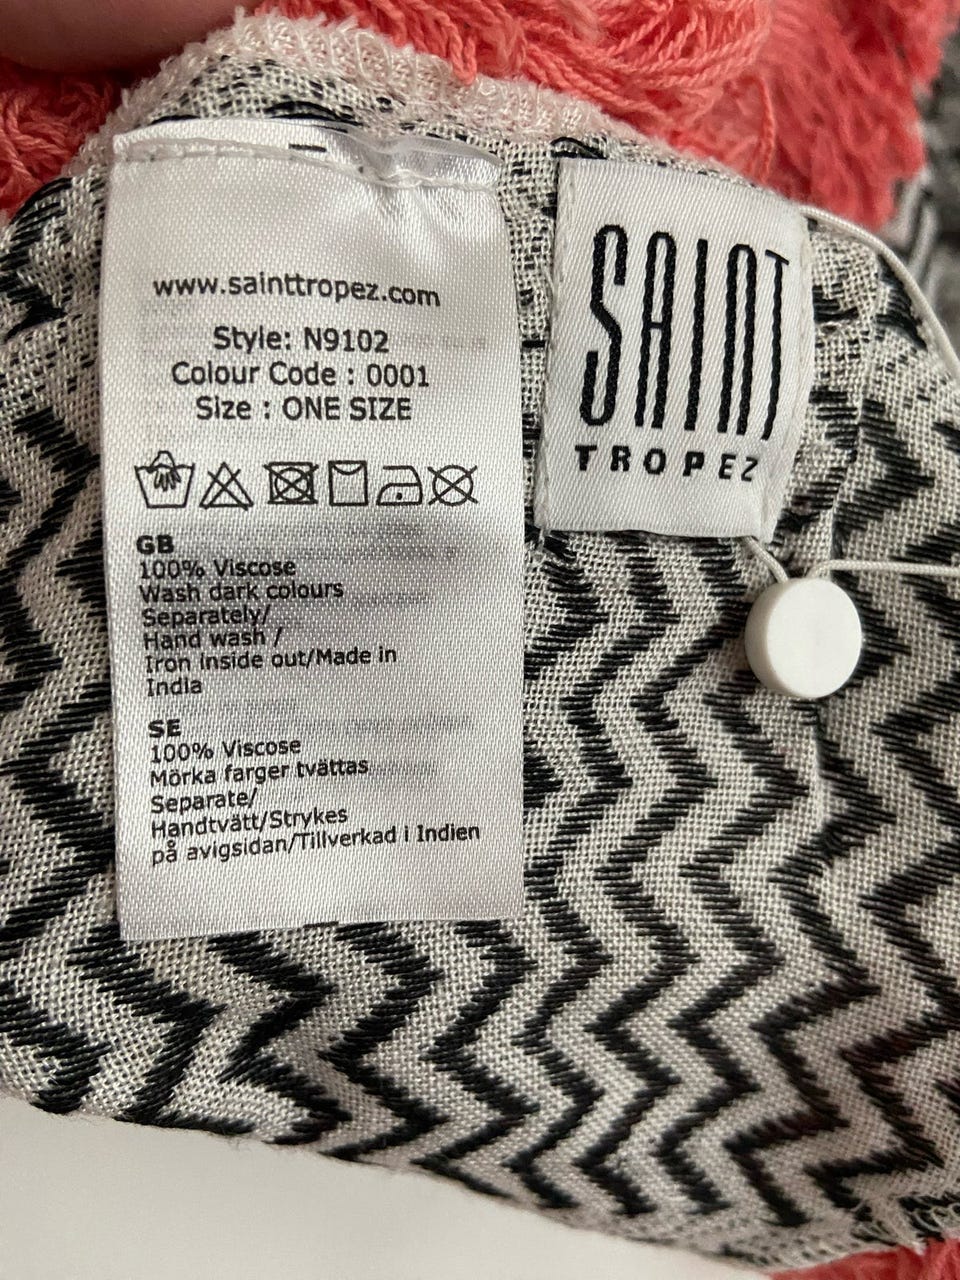 www.sainttropez.com
Style: N9102
Colour Code : 0001
Size : ONE SIZE
GB
100% Viscose
Wash dark colours
Separately/
Hand wash /
Iron inside out/Made in
India
SE
100% Viscose
Mörka farger tvättas
Separate/
Handtvätt/Strykes
på avigsidan/Tillverkad i Indien
SAINT
TROPEZ